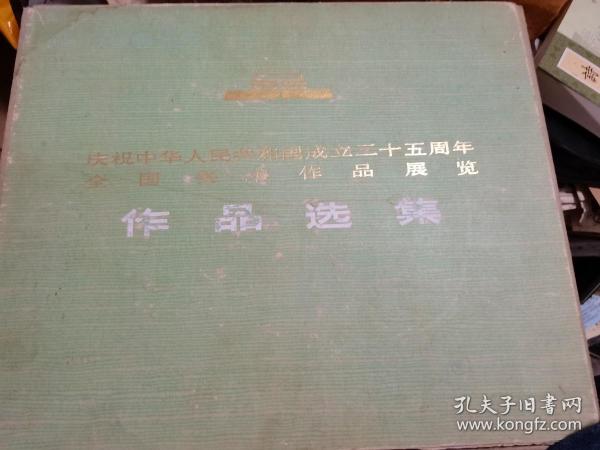 庆祝中华人民共和国成立二十五周年
全国美术作品展览
作品选集
孔夫子旧书网
www.kongfz.com